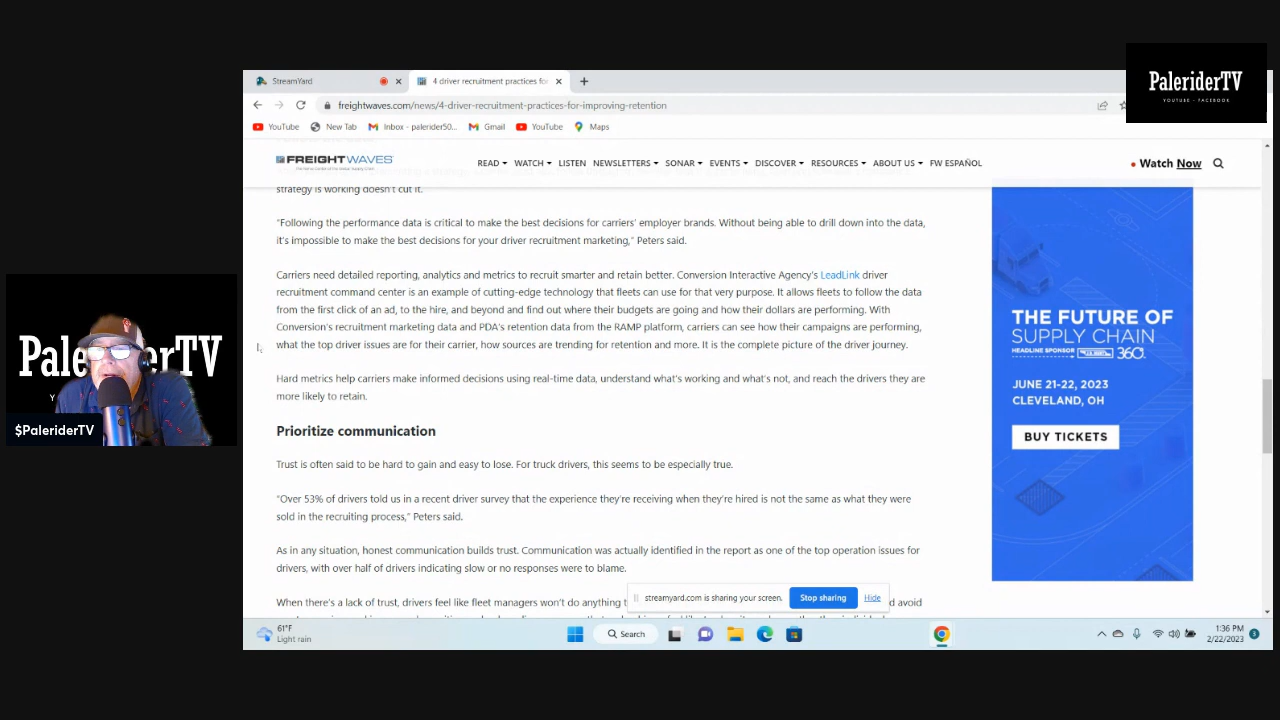 PaleriderTV
YOUTUBE - FACEBOOK
StreamYard
4 driver recruitment practices for
freightwaves.com/news/4-driver-recruitment-practices-for-improving-retention
YouTube
New Tab
Inbox - palerider50...
Gmail
YouTube
Maps
FREIGHTWAVES
READ WATCH LISTEN NEWSLETTERS SONAR EVENTS DISCOVER RESOURCES ABOUT US FW ESPAÑOL
Watch Now
strategy is working doesn't cut it.
“Following the performance data is critical to make the best decisions for carriers’ employer brands. Without being able to drill down into the data,
it’s impossible to make the best decisions for your driver recruitment marketing,” Peters said.
Carriers need detailed reporting, analytics and metrics to recruit smarter and retain better. Conversion Interactive Agency’s LeadLink driver
recruitment command center is an example of cutting-edge technology that fleets can use for that very purpose. It allows fleets to follow the data
from the first click of an ad, to the hire, and beyond and find out where their budgets are going and how their dollars are performing. With
Conversion’s recruitment marketing data and PDA’s retention data from the RAMP platform, carriers can see how their campaigns are performing,
what the top driver issues are for their carrier, how sources are trending for retention and more. It is the complete picture of the driver journey.
Hard metrics help carriers make informed decisions using real-time data, understand what’s working and what’s not, and reach the drivers they are
more likely to retain.
Prioritize communication
Trust is often said to be hard to gain and easy to lose. For truck drivers, this seems to be especially true.
“Over 53% of drivers told us in a recent driver survey that the experience they’re receiving when they’re hired is not the same as what they were
sold in the recruiting process,” Peters said.
As in any situation, honest communication builds trust. Communication was actually identified in the report as one of the top operation issues for
drivers, with over half of drivers indicating slow or no responses were to blame.
When there’s a lack of trust, drivers feel like fleet managers won’t do anything
avoid
THE FUTURE OF
SUPPLY CHAIN
HEADLINE SPONSOR
360°
JUNE 21-22, 2023
CLEVELAND, OH
BUY TICKETS
streamyard.com is sharing your screen.
Stop sharing
Hide
$PaleriderTV
61°F
Light rain
Search
1:36 PM
2/22/2023
3